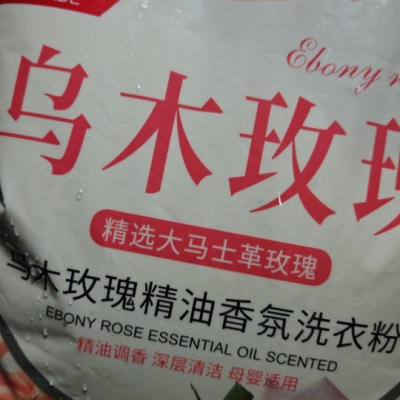 Ebony
乌木玫瑰
精选大马士革玫瑰
乌木玫瑰精油香氛洗衣粉
EBONY ROSE ESSENTIAL OIL SCENTED
精油调香 深层清洁 母婴适用